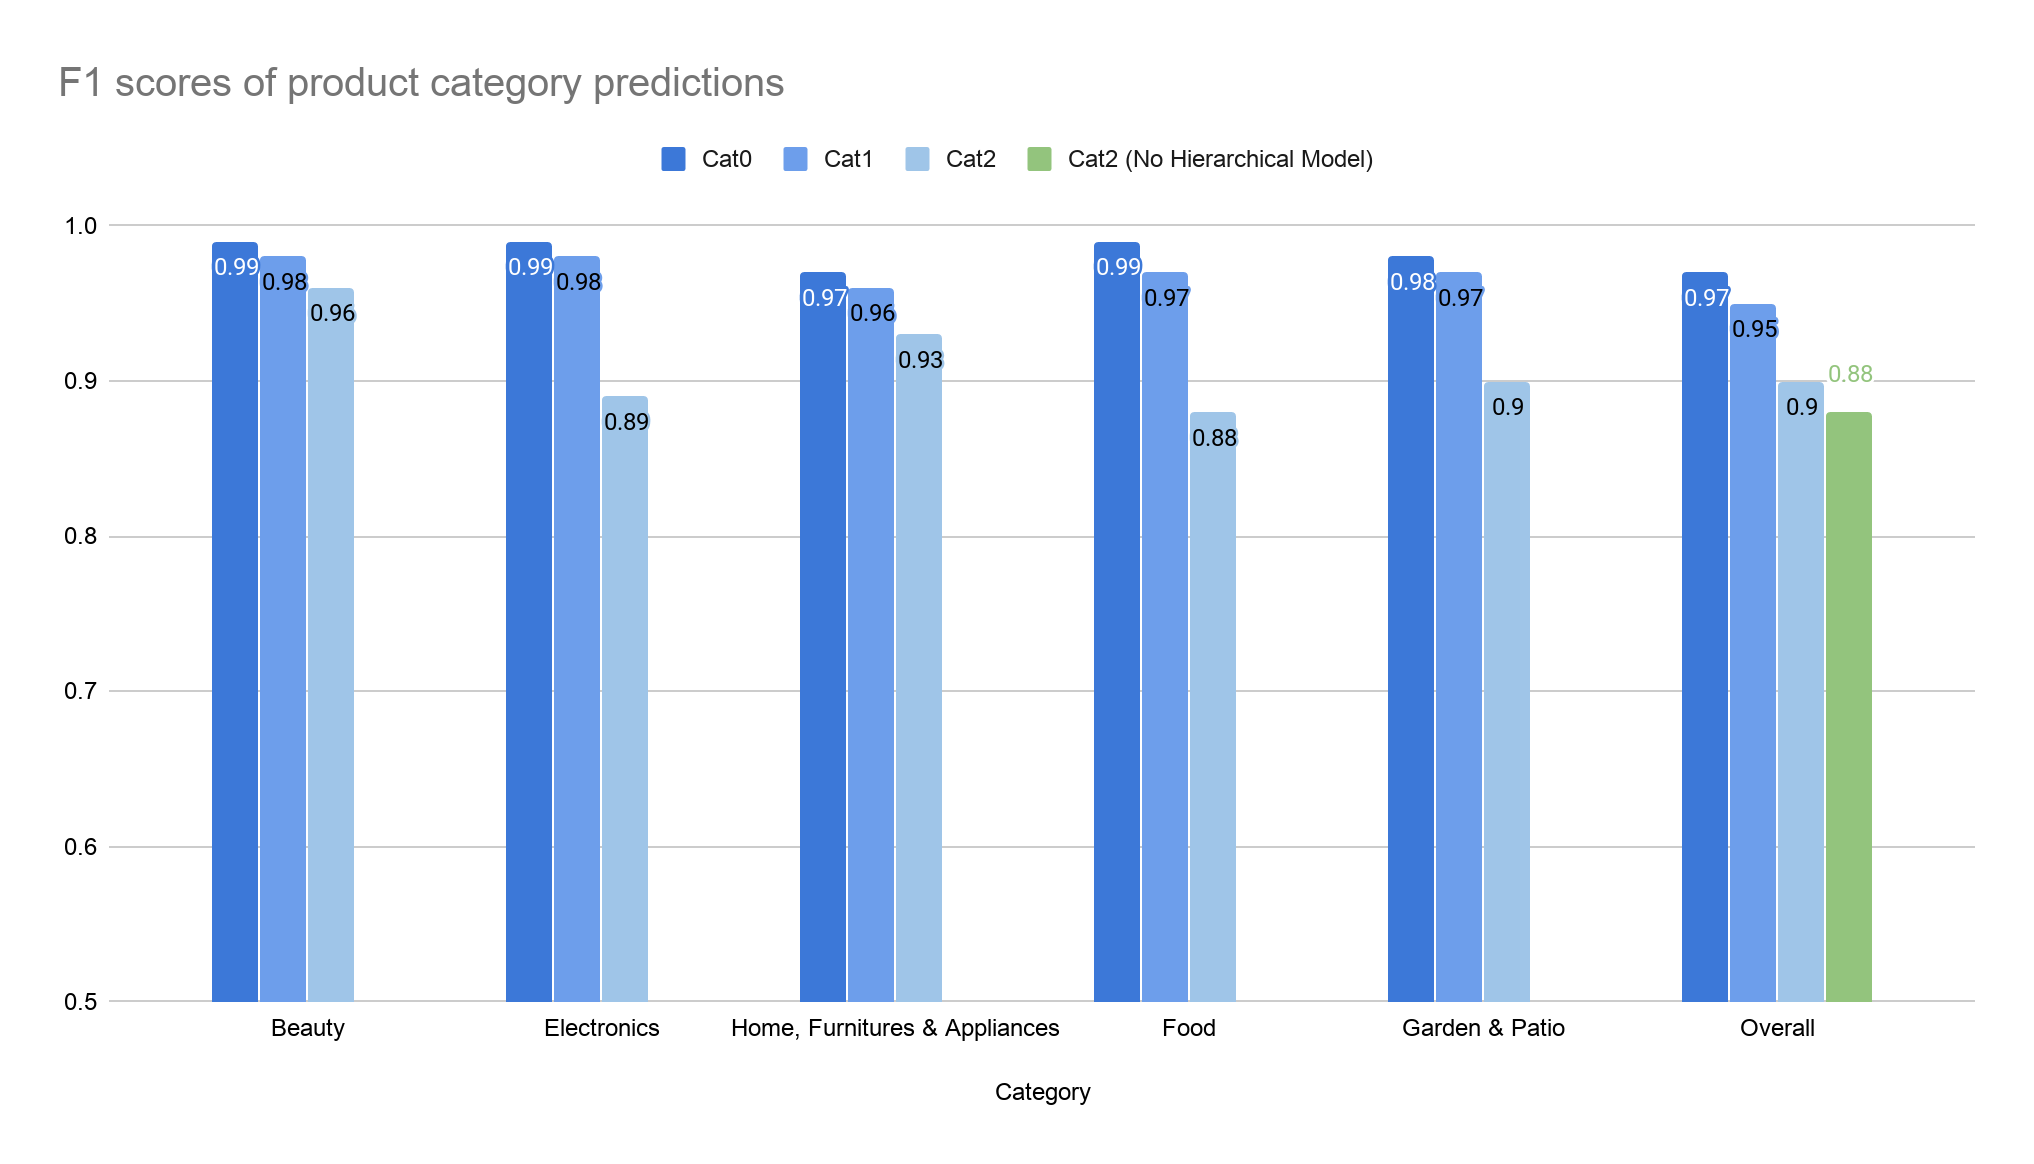 F1 scores of product category predictions
Cat0 Cat1 Cat2 Cat2 (No Hierarchical Model)
1.0
0.9
0.8
0.7
0.6
0.5
0.99 0.98 0.96
0.99 0.98 0.89
0.97 0.96 0.93
0.99 0.97 0.88
0.98 0.97 0.9
0.97 0.95 0.9 0.88
Beauty Electronics Home, Furnitures & Appliances Food Garden & Patio Overall
Category